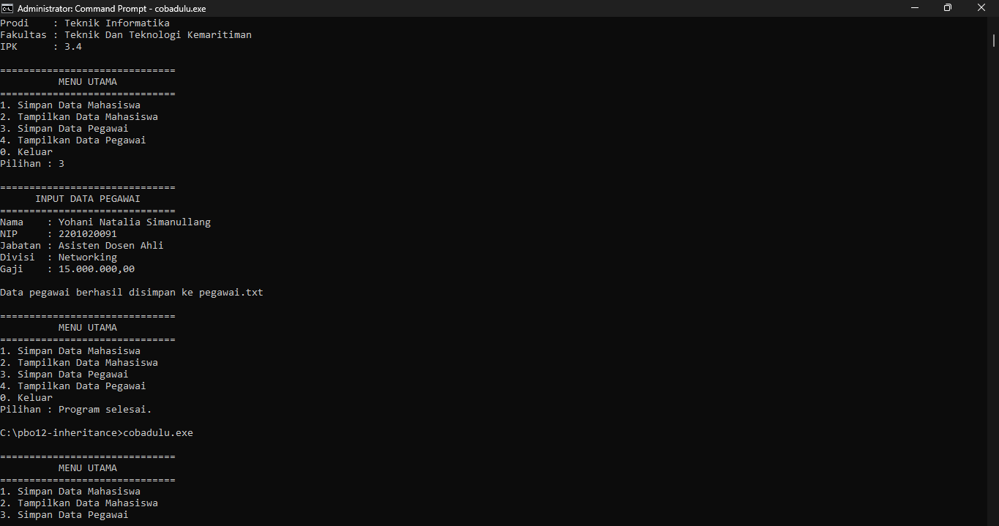 Administrator: Command Prompt - cobadulu.exe
Prodi    : Teknik Informatika
Fakultas : Teknik Dan Teknologi Kemaritiman
IPK      : 3.4
==============================
          MENU UTAMA
==============================
1. Simpan Data Mahasiswa
2. Tampilkan Data Mahasiswa
3. Simpan Data Pegawai
4. Tampilkan Data Pegawai
0. Keluar
Pilihan : 3
==============================
      INPUT DATA PEGAWAI
==============================
Nama    : Yohani Natalia Simanullang
NIP     : 2201020091
Jabatan : Asisten Dosen Ahli
Divisi  : Networking
Gaji    : 15.000.000,00
Data pegawai berhasil disimpan ke pegawai.txt
==============================
          MENU UTAMA
==============================
1. Simpan Data Mahasiswa
2. Tampilkan Data Mahasiswa
3. Simpan Data Pegawai
4. Tampilkan Data Pegawai
0. Keluar
Pilihan : Program selesai.
C:\pbo12-inheritance>cobadulu.exe
==============================
          MENU UTAMA
==============================
1. Simpan Data Mahasiswa
2. Tampilkan Data Mahasiswa
3. Simpan Data Pegawai